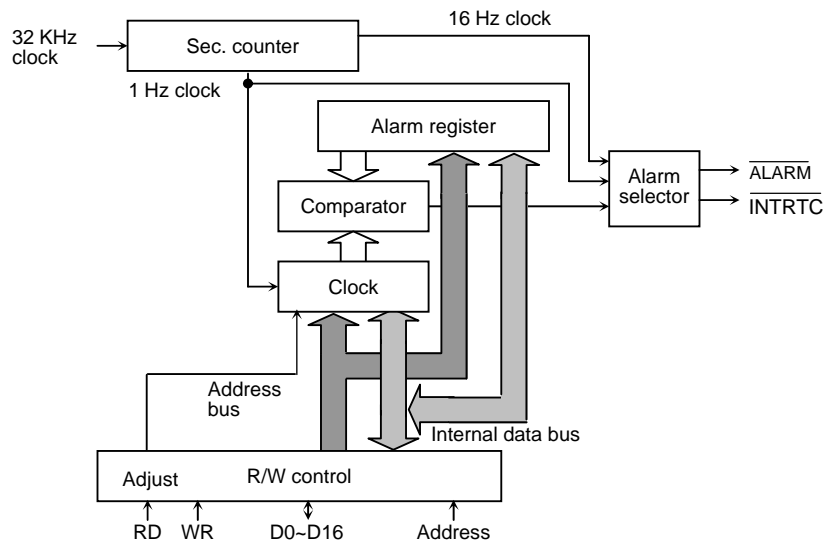 16 Hz clock
32 KHz
clock
Sec. counter
1 Hz clock
Alarm register
Alarm
selector
ALARM
INTRTC
Comparator
Clock
Address
bus
Internal data bus
Adjust
R/W control
RD
WR
D0~D16
Address